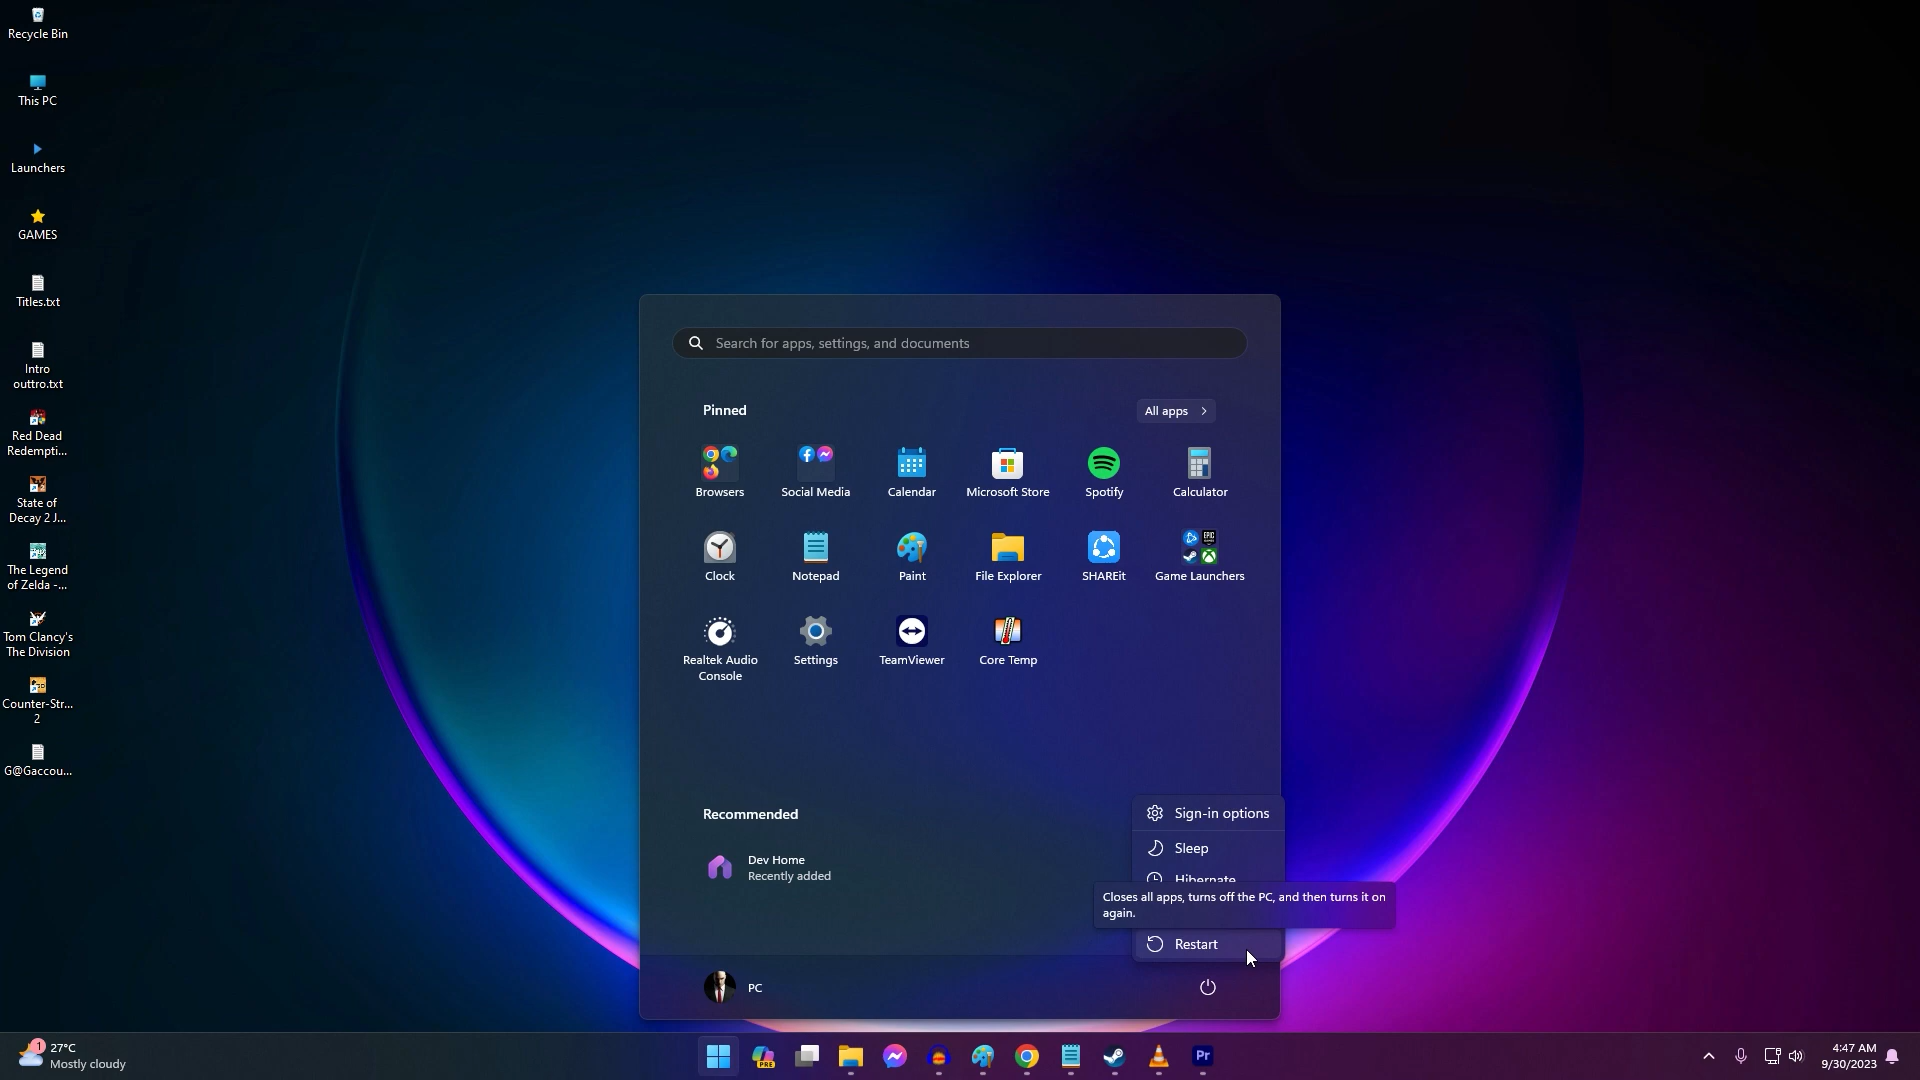 Recycle Bin
This PC
Launchers
GAMES
Titles.txt
Intro
outtro.txt
Red Dead
Redempti...
State of
Decay 2 J...
The Legend
of Zelda -...
Tom Clancy's
The Division
Counter-Str...
2
G@Gaccou...
Search for apps, settings, and documents
Pinned
All apps
Browsers
Social Media
Calendar
Microsoft Store
Spotify
Calculator
Clock
Notepad
Paint
File Explorer
SHAREit
EPIC
Game Launchers
Realtek Audio
Console
Settings
TeamViewer
Core Temp
Recommended
Dev Home
Recently added
Sign-in options
Sleep
Hibernate
Closes all apps, turns off the PC, and then turns it on
again.
Restart
PC
1
27°C
Mostly cloudy
PRE
Pr
4:47 AM
9/30/2023